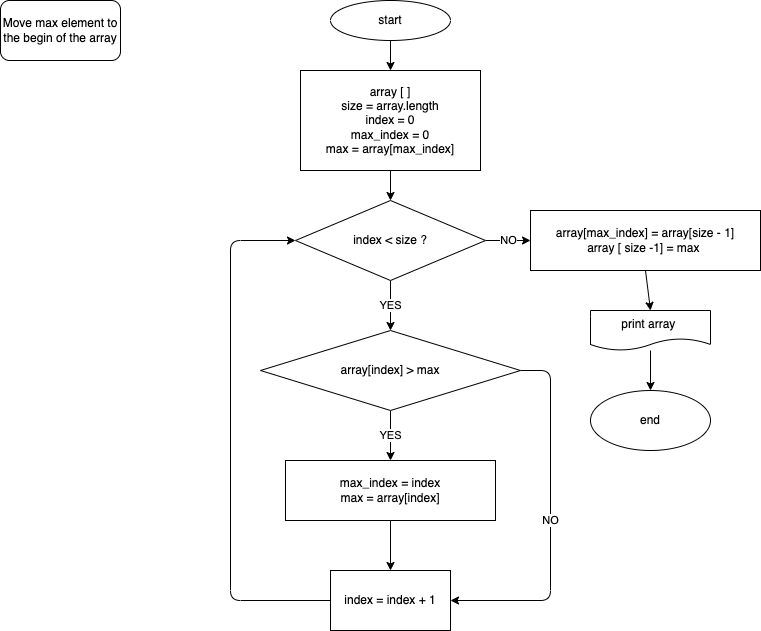 Move max element to
the begin of the array
start
array [ ]
size = array.length
index = 0
max_index = 0
max = array[max_index]
index < size ?
NO
array[max_index] = array[size - 1]
array [ size -1] = max
YES
print array
array[index] > max
end
YES
max_index = index
max = array[index]
NO
index = index + 1